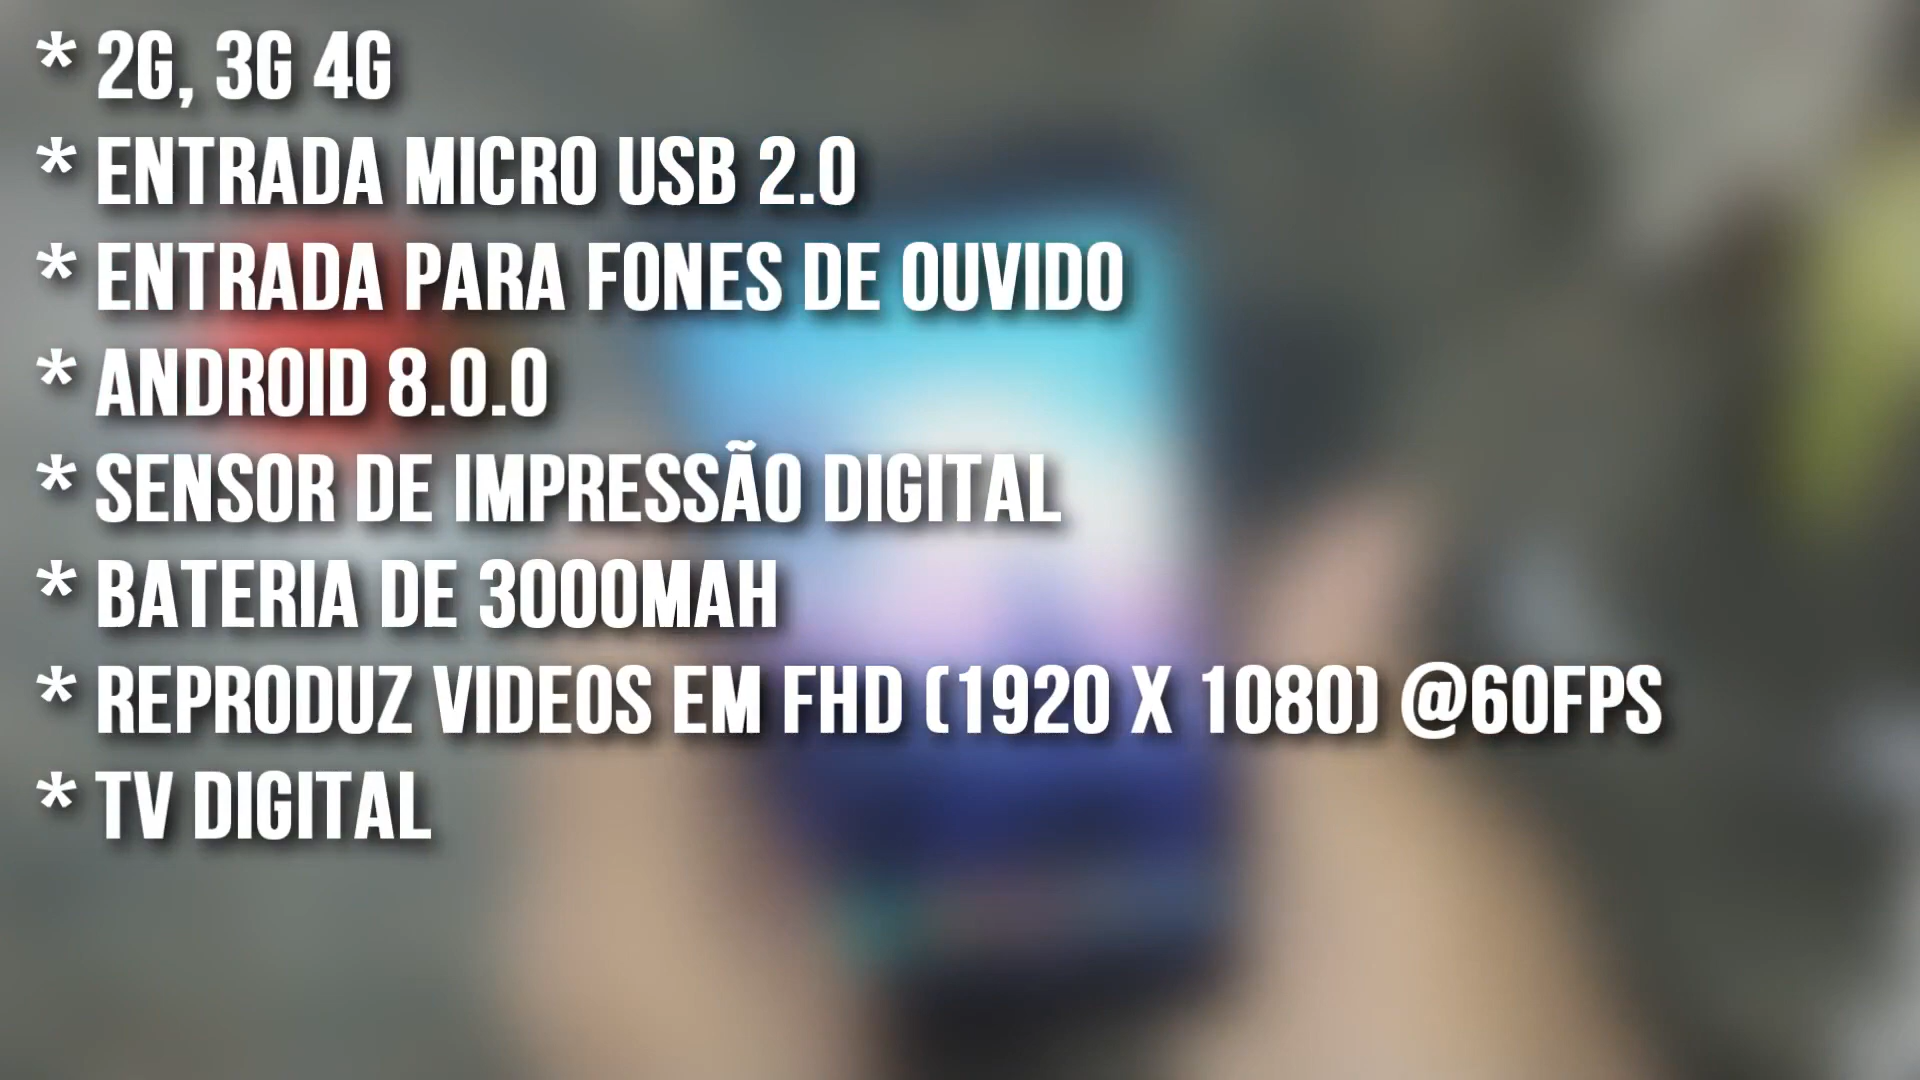 * 2G, 3G 4G
* ENTRADA MICRO USB 2.0
* ENTRADA PARA FONES DE OUVIDO
* ANDROID 8.0.0
* SENSOR DE IMPRESSÃO DIGITAL
* BATERIA DE 3000MAH
* REPRODUZ VIDEOS EM FHD (1920 X 1080) @60FPS
* TV DIGITAL